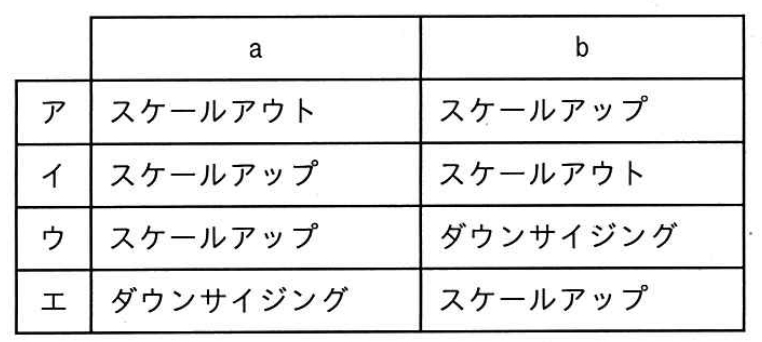 a b
ア スケールアウト スケールアップ
イ スケールアップ スケールアウト
ウ スケールアップ ダウンサイジング
エ ダウンサイジング スケールアップ